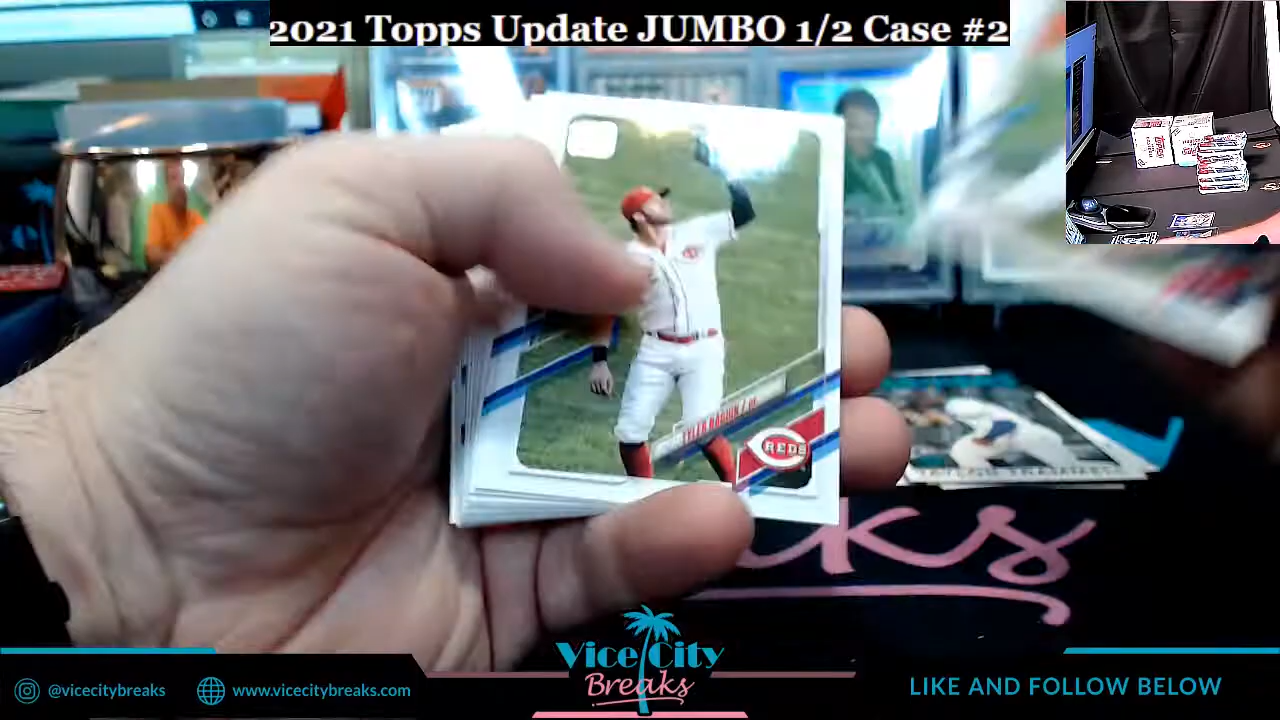 2021 Topps Update JUMBO 1/2 Case #2
REDS
Vice City
Breaks
@vicecitybreaks
www.vicecitybreaks.com
LIKE AND FOLLOW BELOW